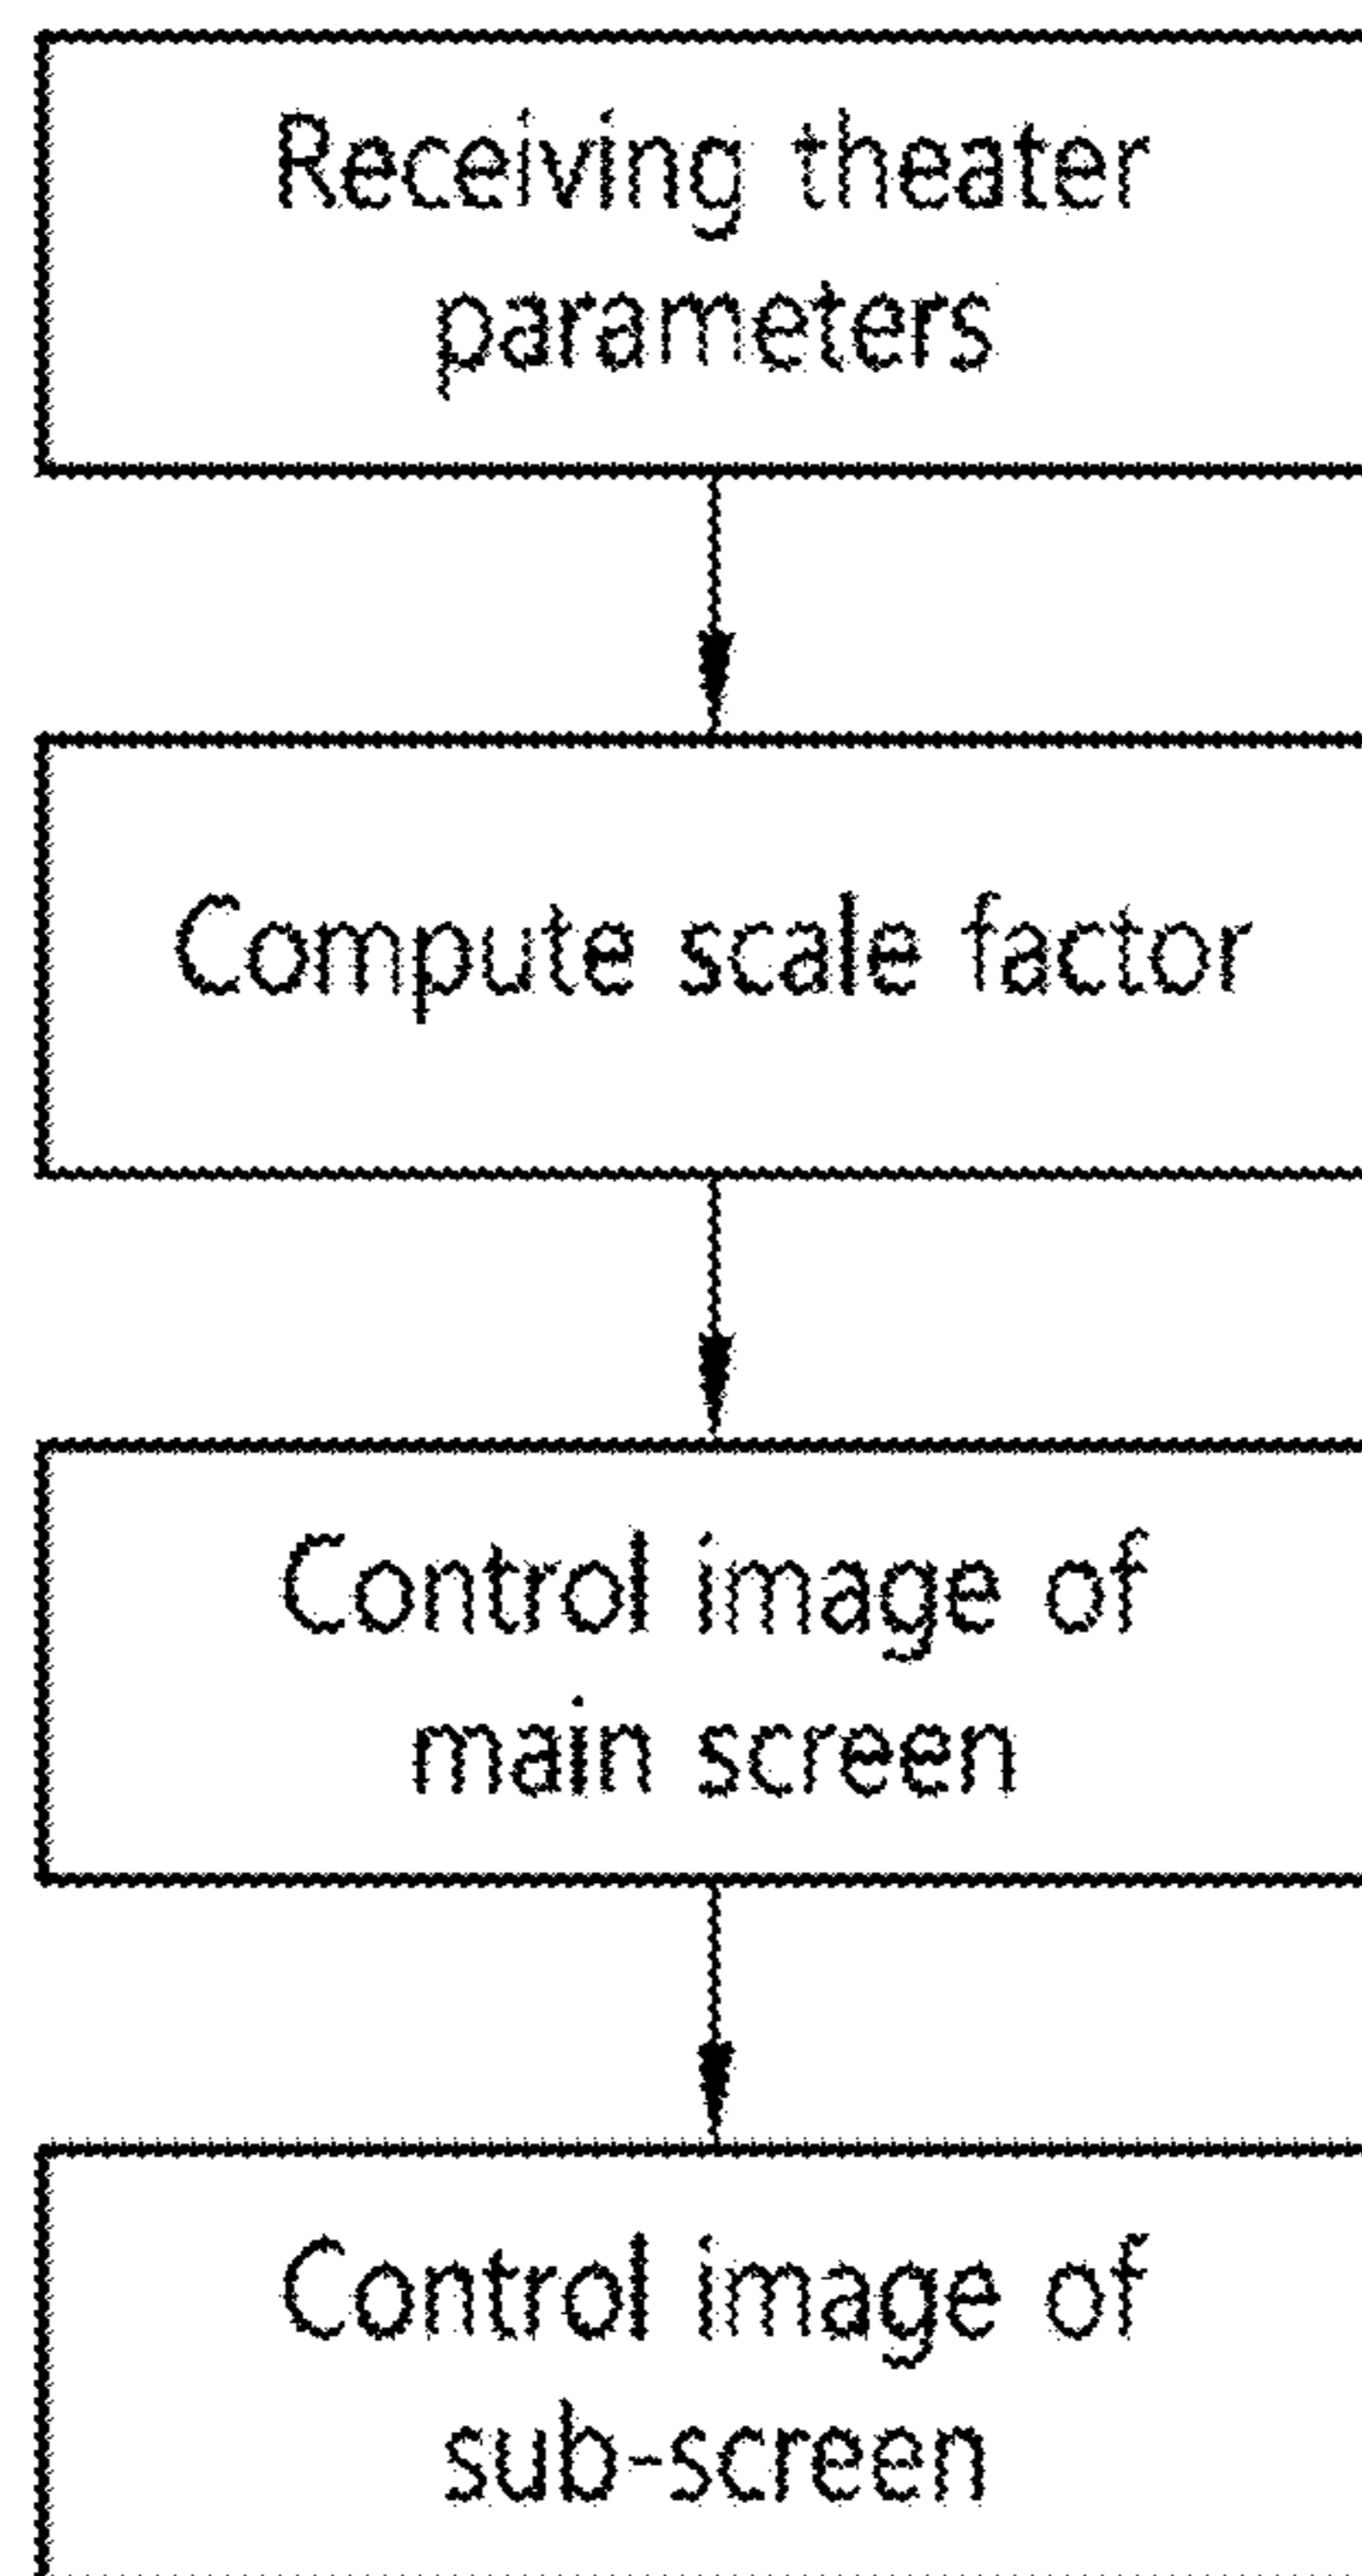 Receiving theater
parameters
Compute scale factor
Control image of
main screen
Control image of
sub-screen